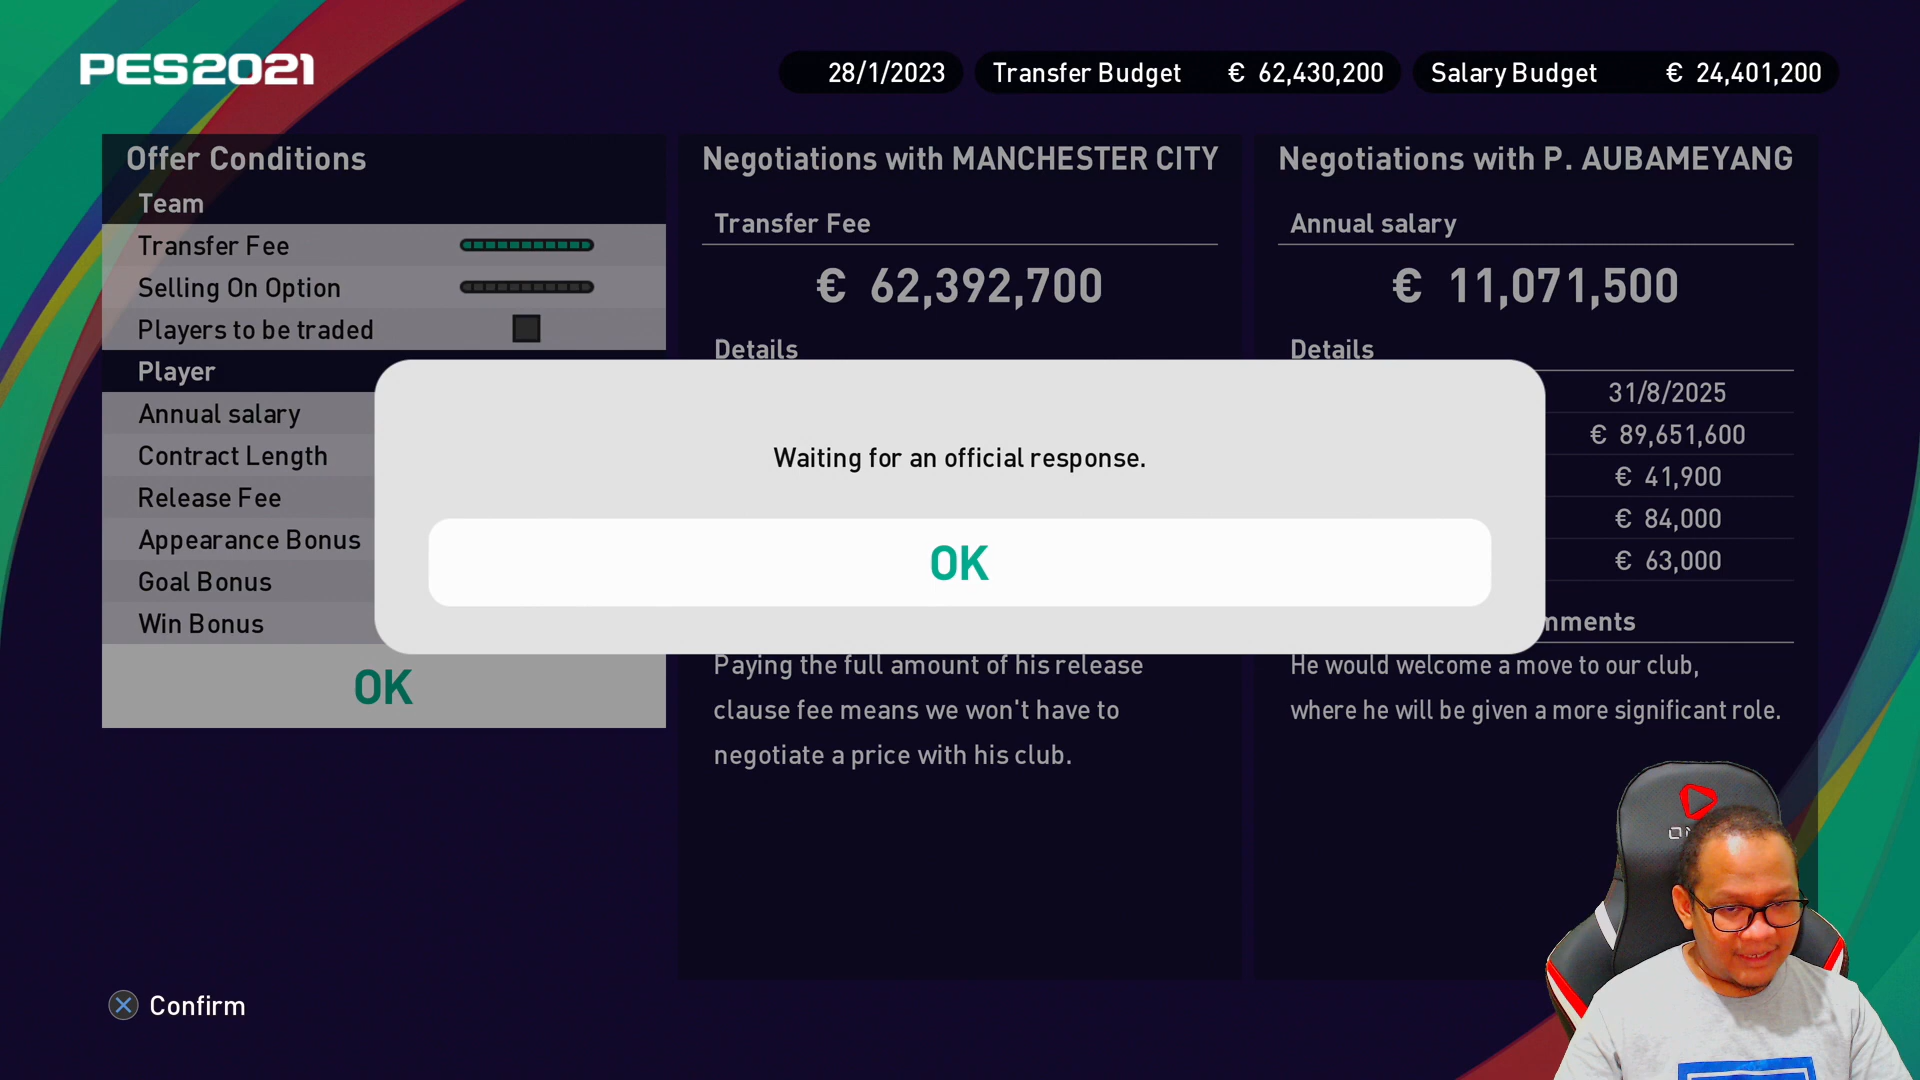 PES2021
28/1/2023
Transfer Budget € 62,430,200
Salary Budget € 24,401,200
Offer Conditions
Team
Transfer Fee
Selling On Option
Players to be traded
Player
Annual salary
Contract Length
Release Fee
Appearance Bonus
Goal Bonus
Win Bonus
OK
Negotiations with MANCHESTER CITY
Transfer Fee
€ 62,392,700
Details
Paying the full amount of his release
clause fee means we won't have to
negotiate a price with his club.
Negotiations with P. AUBAMEYANG
Annual salary
€ 11,071,500
Details
31/8/2025
€ 89,651,600
€ 41,900
€ 84,000
€ 63,000
He would welcome a move to our club,
where he will be given a more significant role.
Waiting for an official response.
OK
Confirm